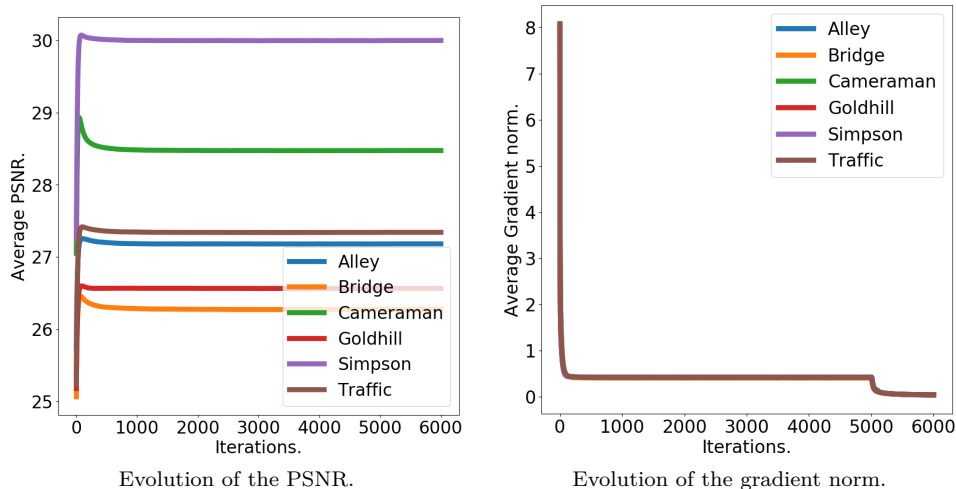 30
29
28
27
26
25
Average PSNR.
Alley
Bridge
Cameraman
Goldhill
Simpson
Traffic
0 1000 2000 3000 4000 5000 6000
Iterations.
Evolution of the PSNR.
8
7
6
5
4
3
2
1
0
Average Gradient norm.
Alley
Bridge
Cameraman
Goldhill
Simpson
Traffic
0 1000 2000 3000 4000 5000 6000
Iterations.
Evolution of the gradient norm.